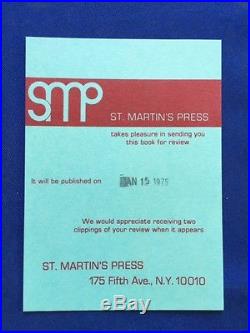 smp ST. MARTIN'S PRESS
takes pleasure in sending you
this book for review
It will be published on JAN 15 1975
We would appreciate receiving two
clippings of your review when it appears
ST. MARTIN'S PRESS
175 Fifth Ave., N.Y. 10010